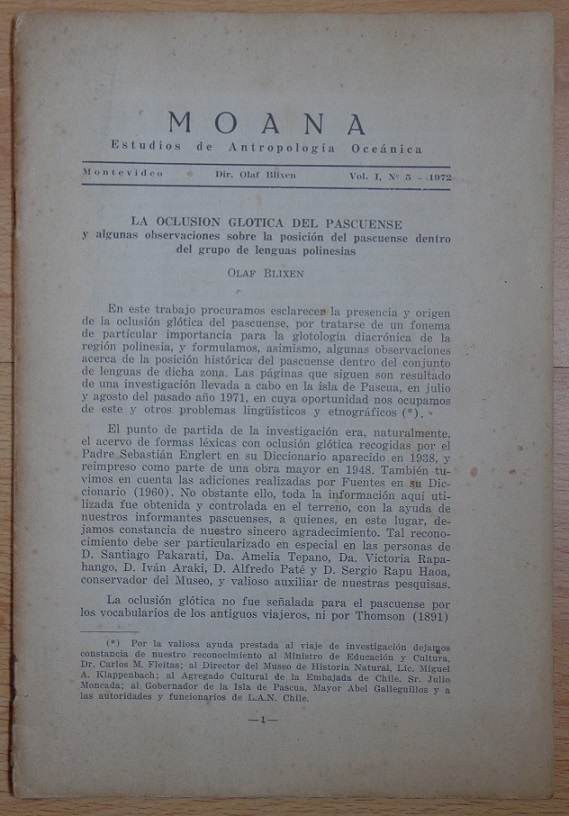 MOANA
Estudios de Antropología Oceánica
Montevideo Dir. Olaf Blixen Vol. I, Nº 5 — 1972
LA OCLUSION GLOTICA DEL PASCUENSE
y algunas observaciones sobre la posición del pascuense dentro
del grupo de lenguas polinesias
OLAF BLIXEN
En este trabajo procuramos esclarecer la presencia y origen
de la oclusión glótica del pascuense, por tratarse de un fonema
de particular importancia para la glotología diacrónica de la
región polinesia, y formulamos, asimismo, algunas observaciones
acerca de la posición histórica del pascuense dentro del conjunto
de lenguas de dicha zona. Las páginas que siguen son resultado
de una investigación llevada a cabo en la isla de Pascua, en julio
y agosto del pasado año 1971, en cuya oportunidad nos ocupamos
de este y otros problemas lingüísticos y etnográficos (*).
El punto de partida de la investigación era, naturalmente,
el acervo de formas léxicas con oclusión glótica recogidas por el
Padre Sebastián Englert en su Diccionario aparecido en 1938, y
reimpreso como parte de una obra mayor en 1948. También tu-
vimos en cuenta las adiciones realizadas por Fuentes en su Dic-
cionario (1960). No obstante ello, toda la información aquí uti-
lizada fue obtenida y controlada en el terreno, con la ayuda de
nuestros informantes pascuenses, a quienes, en este lugar, de-
jamos constancia de nuestro sincero agradecimiento. Tal recono-
cimiento debe ser particularizado en especial en las personas de
D. Santiago Pakarati, Da. Amelia Tepano, Da. Victoria Rapa-
hango, D. Iván Araki, D. Alfredo Paté y D. Sergio Rapu Haoa,
conservador del Museo, y valioso auxiliar de nuestras pesquisas.
La oclusión glótica no fue señalada para el pascuense por
los vocabularios de los antiguos viajeros, ni por Thomson (1891)
(*) Por la valiosa ayuda prestada al viaje de investigación dejamos
constancia de nuestro reconocimiento al Ministro de Educación y Cultura,
Dr. Carlos M. Fleitas; al Director del Museo de Historia Natural, Lic. Miguel
A. Klappenbach; al Agregado Cultural de la Embajada de Chile, Sr. Julio
Moncada; al Gobernador de la Isla de Pascua, Mayor Abel Galleguillos y a
las autoridades y funcionarios de L.A.N. Chile.
—1—